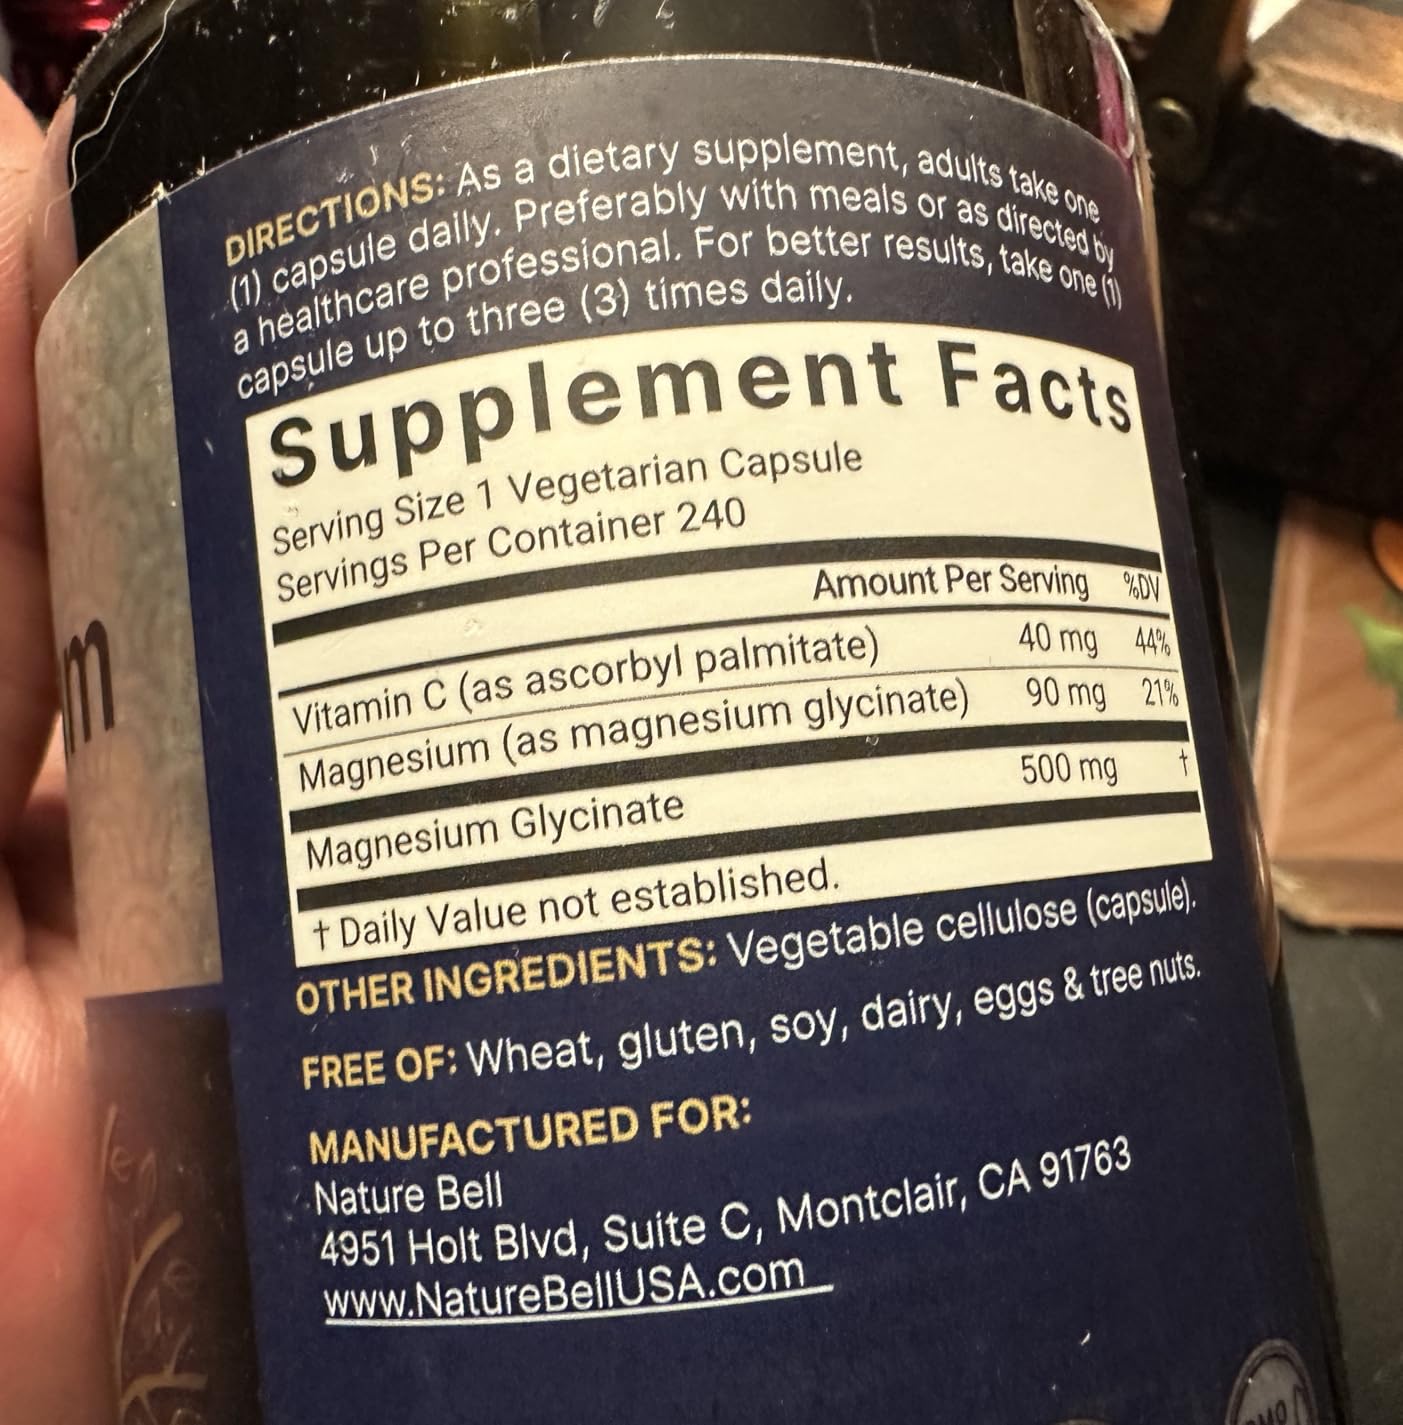 DIRECTIONS: As a dietary supplement, adults take one
(1) capsule daily. Preferably with meals or as directed by
a healthcare professional. For better results, take one (1)
capsule up to three (3) times daily.
Supplement Facts
Serving Size 1 Vegetarian Capsule
Servings Per Container 240
Amount Per Serving %DV
Vitamin C (as ascorbyl palmitate) 40 mg 44%
Magnesium (as magnesium glycinate) 90 mg 21%
Magnesium Glycinate 500 mg †
† Daily Value not established.
OTHER INGREDIENTS: Vegetable cellulose (capsule).
FREE OF: Wheat, gluten, soy, dairy, eggs & tree nuts.
MANUFACTURED FOR:
Nature Bell
4951 Holt Blvd, Suite C, Montclair, CA 91763
www.NatureBellUSA.com